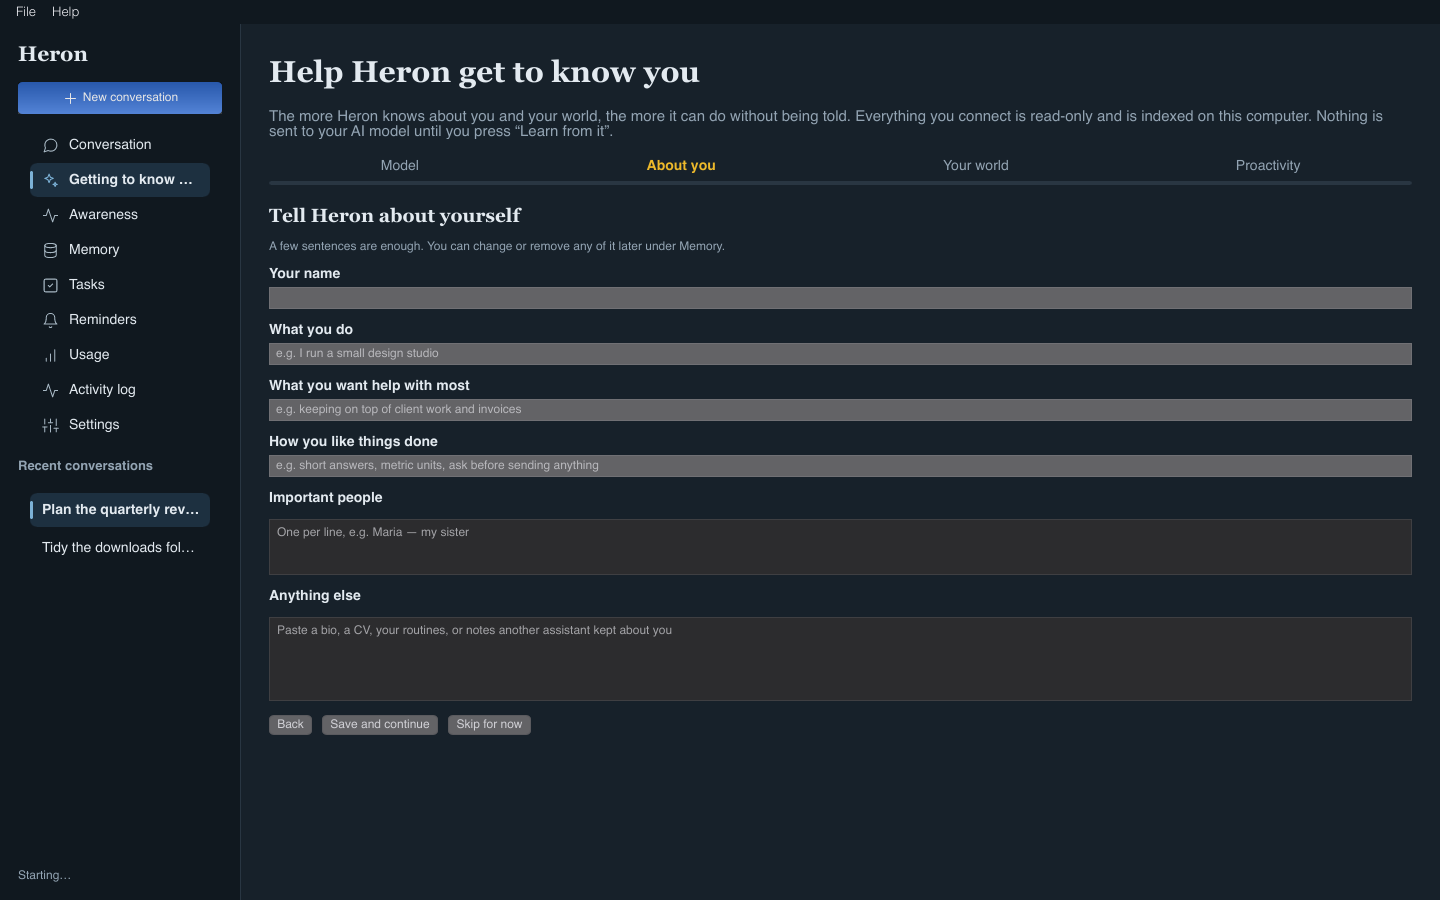 File Help
Heron
New conversation
Conversation
Getting to know ...
Awareness
Memory
Tasks
Reminders
Usage
Activity log
Settings
Recent conversations
Plan the quarterly rev...
Tidy the downloads fol...
Starting...
Help Heron get to know you
The more Heron knows about you and your world, the more it can do without being told. Everything you connect is read-only and is indexed on this computer. Nothing is
sent to your AI model until you press “Learn from it”.
Model About you Your world Proactivity
Tell Heron about yourself
A few sentences are enough. You can change or remove any of it later under Memory.
Your name
What you do
e.g. I run a small design studio
What you want help with most
e.g. keeping on top of client work and invoices
How you like things done
e.g. short answers, metric units, ask before sending anything
Important people
One per line, e.g. Maria — my sister
Anything else
Paste a bio, a CV, your routines, or notes another assistant kept about you
Back Save and continue Skip for now